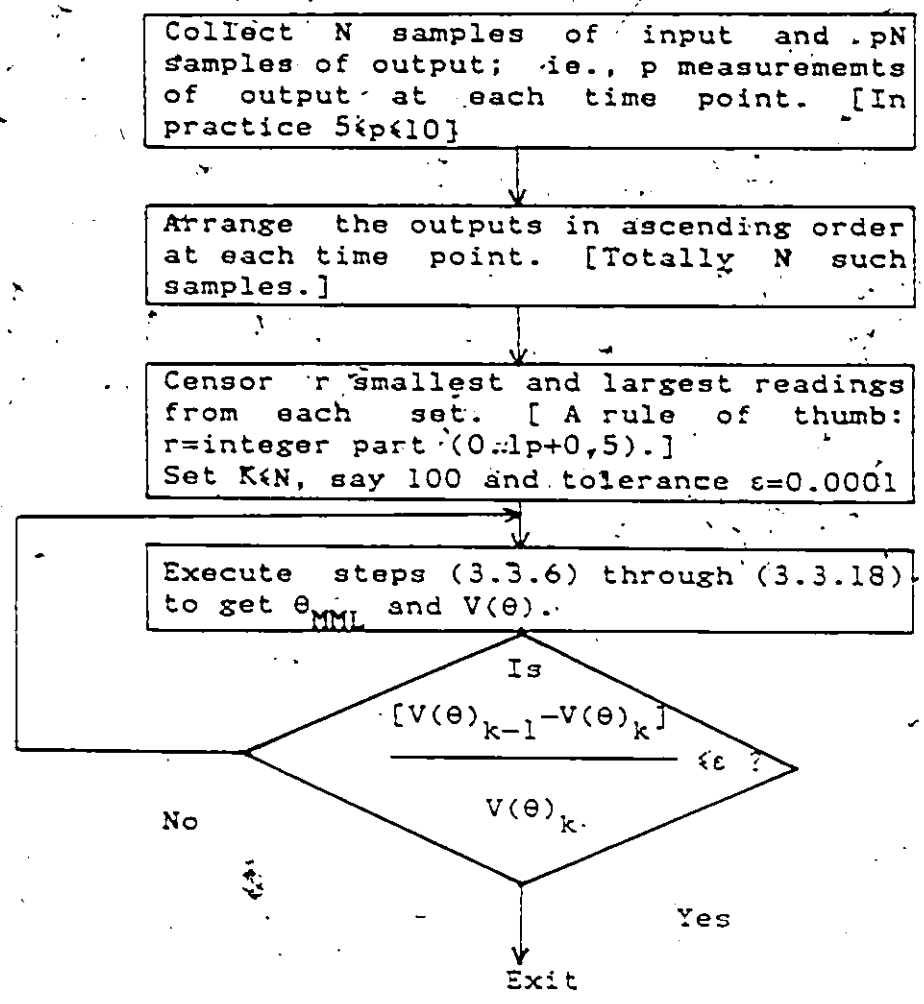 Collect N samples of input and pN
samples of output; ie., p measurememts
of output at each time point. [In
practice 5≤p≤10]
Arrange the outputs in ascending order
at each time point. [Totally N such
samples.]
Censor r smallest and largest readings
from each set. [ A rule of thumb:
r=integer part (0.1p+0,5).]
Set K≤N, say 100 and tolerance ε=0.0001
Execute steps (3.3.6) through (3.3.18)
to get θMML and V(θ).
Is
[V(θ)k-1-V(θ)k]
≤ε ?
V(θ)k
No
Yes
Exit